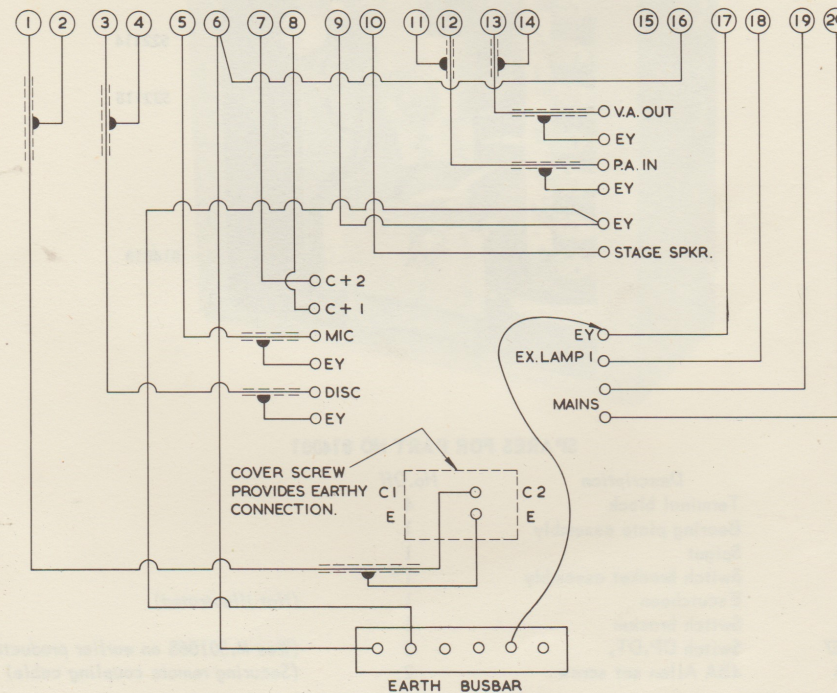 1 2 3 4 5 6 7 8 9 10 11 12 13 14 15 16 17 18 19 20
V.A. OUT
EY
P.A. IN
EY
EY
STAGE SPKR.
C+2
C+1
MIC
EY
DISC
EY
EY
EX. LAMP 1
MAINS
COVER SCREW
PROVIDES EARTHY
CONNECTION.
C1 C2
E E
EARTH BUSBAR